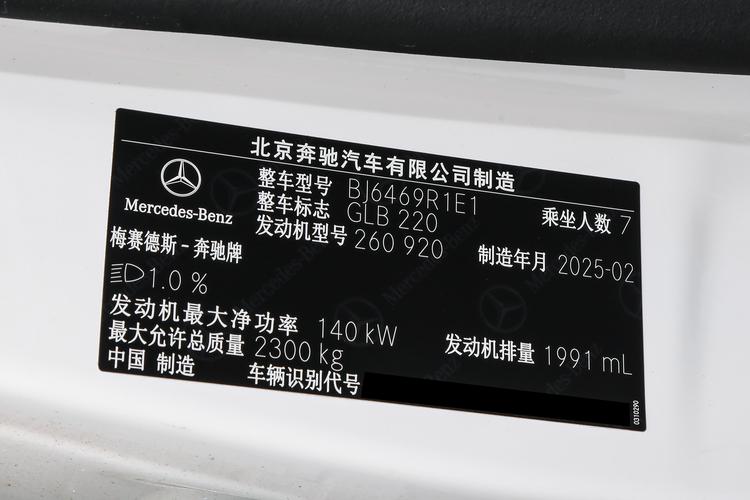 北京奔驰汽车有限公司制造
Mercedes-Benz
整车型号 BJ6469R1E1
整车标志 GLB 220
乘坐人数 7
发动机型号 260 920
梅赛德斯-奔驰牌
制造年月 2025-02
1.0 %
发动机最大净功率 140 kW
发动机排量 1991 mL
最大允许总质量 2300 kg
中国 制造
车辆识别代号
0310290